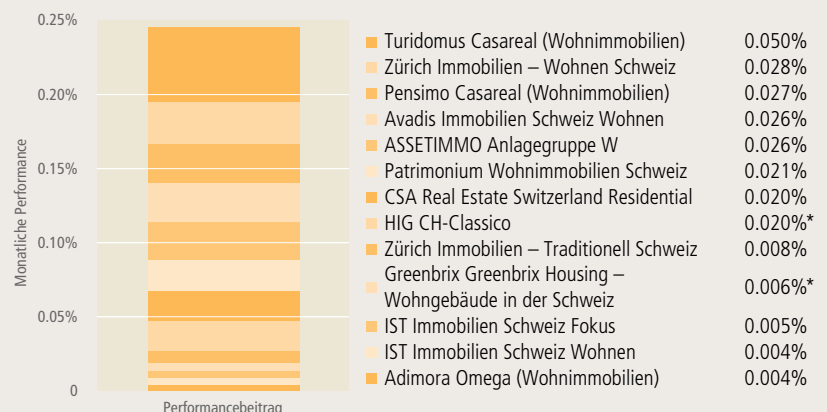 0.25%
0.20%
0.15%
0.10%
0.05%
0
Monatliche Performance
Performancebeitrag
Turidomus Casareal (Wohnimmobilien) 0.050%
Zürich Immobilien – Wohnen Schweiz 0.028%
Pensimo Casareal (Wohnimmobilien) 0.027%
Avadis Immobilien Schweiz Wohnen 0.026%
ASSETIMMO Anlagegruppe W 0.026%
Patrimonium Wohnimmobilien Schweiz 0.021%
CSA Real Estate Switzerland Residential 0.020%
HIG CH-Classico 0.020%*
Zürich Immobilien – Traditionell Schweiz 0.008%
Greenbrix Greenbrix Housing –
Wohngebäude in der Schweiz 0.006%*
IST Immobilien Schweiz Fokus 0.005%
IST Immobilien Schweiz Wohnen 0.004%
Adimora Omega (Wohnimmobilien) 0.004%